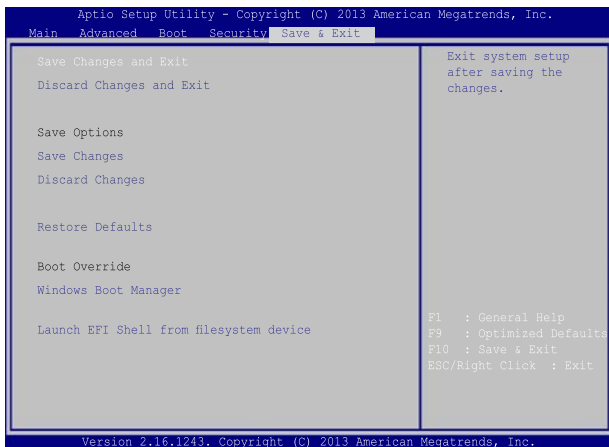 Aptio Setup Utility - Copyright (C) 2013 American Megatrends, Inc.
Main Advanced Boot Security Save & Exit
Save Changes and Exit
Discard Changes and Exit
Save Options
Save Changes
Discard Changes
Restore Defaults
Boot Override
Windows Boot Manager
Launch EFI Shell from filesystem device
Exit system setup
after saving the
changes.
F1 : General Help
F9 : Optimized Defaults
F10 : Save & Exit
ESC/Right Click : Exit
Version 2.16.1243. Copyright (C) 2013 American Megatrends, Inc.